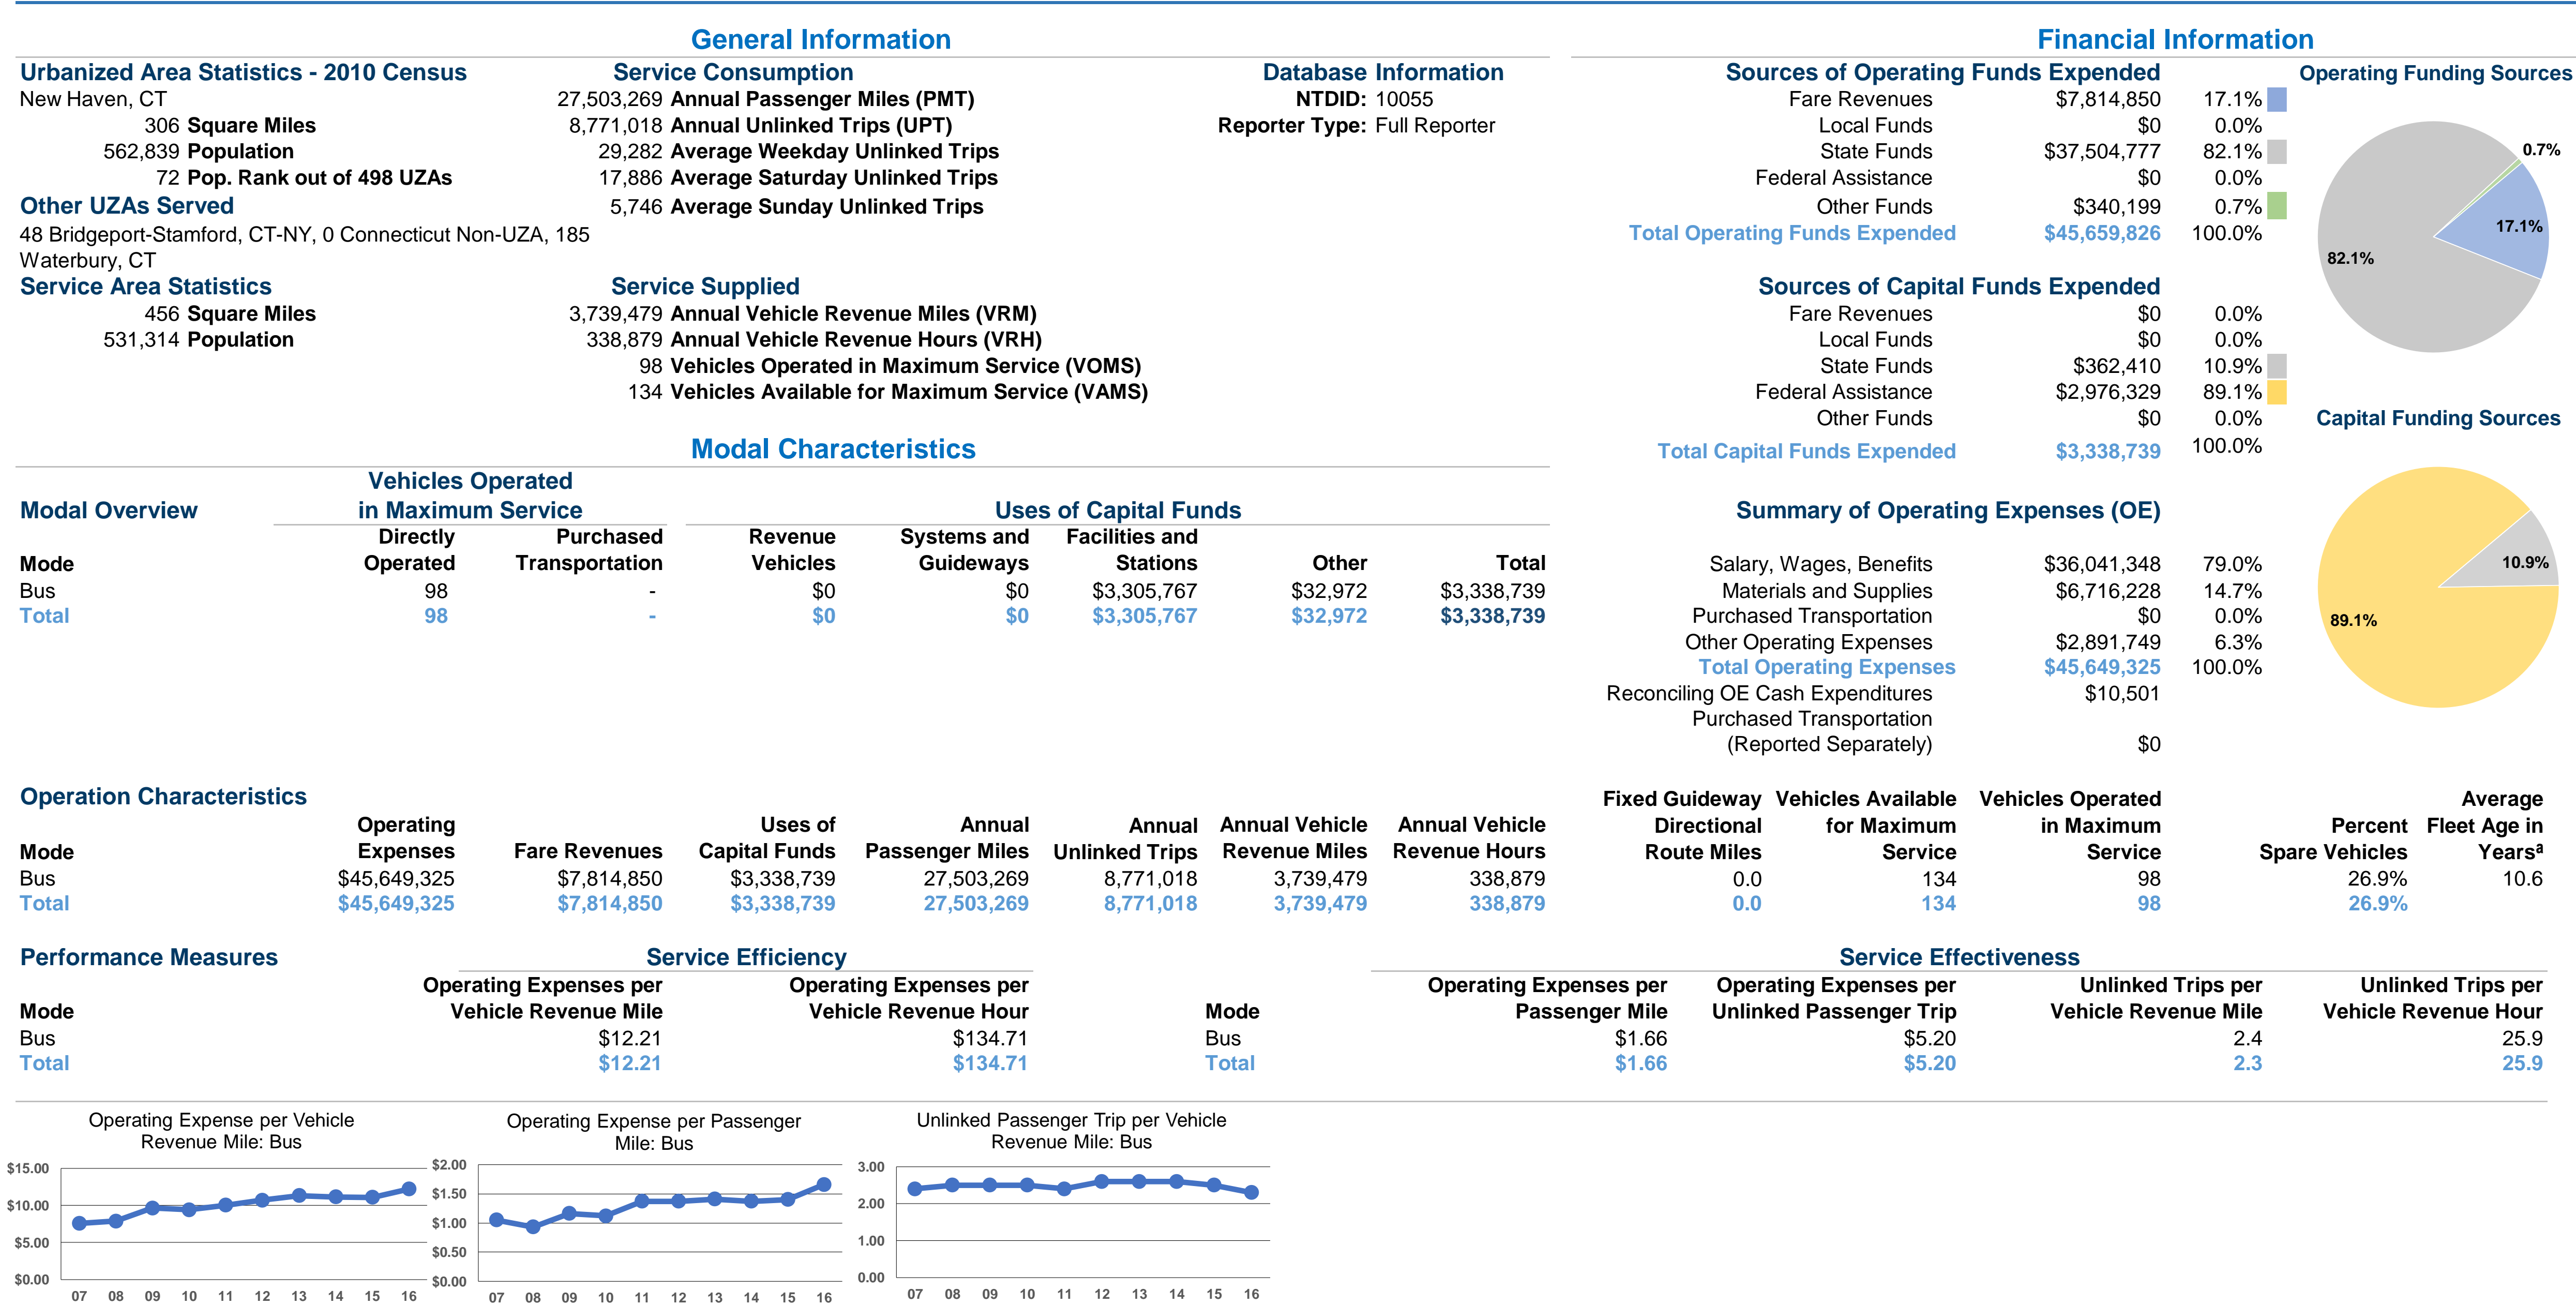 General Information
Urbanized Area Statistics - 2010 Census
New Haven, CT
306 Square Miles
562,839 Population
72 Pop. Rank out of 498 UZAs
Other UZAs Served
48 Bridgeport-Stamford, CT-NY, 0 Connecticut Non-UZA, 185
Waterbury, CT
Service Area Statistics
456 Square Miles
531,314 Population
Service Consumption
27,503,269 Annual Passenger Miles (PMT)
8,771,018 Annual Unlinked Trips (UPT)
29,282 Average Weekday Unlinked Trips
17,886 Average Saturday Unlinked Trips
5,746 Average Sunday Unlinked Trips
Service Supplied
3,739,479 Annual Vehicle Revenue Miles (VRM)
338,879 Annual Vehicle Revenue Hours (VRH)
98 Vehicles Operated in Maximum Service (VOMS)
134 Vehicles Available for Maximum Service (VAMS)
Database Information
NTDID: 10055
Reporter Type: Full Reporter
Financial Information
Sources of Operating Funds Expended
Fare Revenues $7,814,850 17.1%
Local Funds $0 0.0%
State Funds $37,504,777 82.1%
Federal Assistance $0 0.0%
Other Funds $340,199 0.7%
Total Operating Funds Expended $45,659,826 100.0%
Sources of Capital Funds Expended
Fare Revenues $0 0.0%
Local Funds $0 0.0%
State Funds $362,410 10.9%
Federal Assistance $2,976,329 89.1%
Other Funds $0 0.0%
Total Capital Funds Expended $3,338,739 100.0%
Operating Funding Sources
0.7%
17.1%
82.1%
Capital Funding Sources
10.9%
89.1%
Summary of Operating Expenses (OE)
Salary, Wages, Benefits $36,041,348 79.0%
Materials and Supplies $6,716,228 14.7%
Purchased Transportation $0 0.0%
Other Operating Expenses $2,891,749 6.3%
Total Operating Expenses $45,649,325 100.0%
Reconciling OE Cash Expenditures $10,501
Purchased Transportation
(Reported Separately) $0
Modal Characteristics
Vehicles Operated
Modal Overview in Maximum Service Uses of Capital Funds
Directly Purchased Revenue Systems and Facilities and
Mode Operated Transportation Vehicles Guideways Stations Other Total
Bus 98 - $0 $0 $3,305,767 $32,972 $3,338,739
Total 98 - $0 $0 $3,305,767 $32,972 $3,338,739
Operation Characteristics
Fixed Guideway Vehicles Available Vehicles Operated Average
Operating Uses of Annual Annual Annual Vehicle Annual Vehicle Directional for Maximum in Maximum Percent Fleet Age in
Mode Expenses Fare Revenues Capital Funds Passenger Miles Unlinked Trips Revenue Miles Revenue Hours Route Miles Service Service Spare Vehicles Yearsª
Bus $45,649,325 $7,814,850 $3,338,739 27,503,269 8,771,018 3,739,479 338,879 0.0 134 98 26.9% 10.6
Total $45,649,325 $7,814,850 $3,338,739 27,503,269 8,771,018 3,739,479 338,879 0.0 134 98 26.9%
Performance Measures Service Efficiency Service Effectiveness
Operating Expenses per Operating Expenses per Operating Expenses per Operating Expenses per Unlinked Trips per Unlinked Trips per
Mode Vehicle Revenue Mile Vehicle Revenue Hour Mode Passenger Mile Unlinked Passenger Trip Vehicle Revenue Mile Vehicle Revenue Hour
Bus $12.21 $134.71 Bus $1.66 $5.20 2.4 25.9
Total $12.21 $134.71 Total $1.66 $5.20 2.3 25.9
Operating Expense per Vehicle
Revenue Mile: Bus
$15.00
$10.00
$5.00
$0.00
07 08 09 10 11 12 13 14 15 16
Operating Expense per Passenger
Mile: Bus
$2.00
$1.50
$1.00
$0.50
$0.00
07 08 09 10 11 12 13 14 15 16
Unlinked Passenger Trip per Vehicle
Revenue Mile: Bus
3.00
2.00
1.00
0.00
07 08 09 10 11 12 13 14 15 16